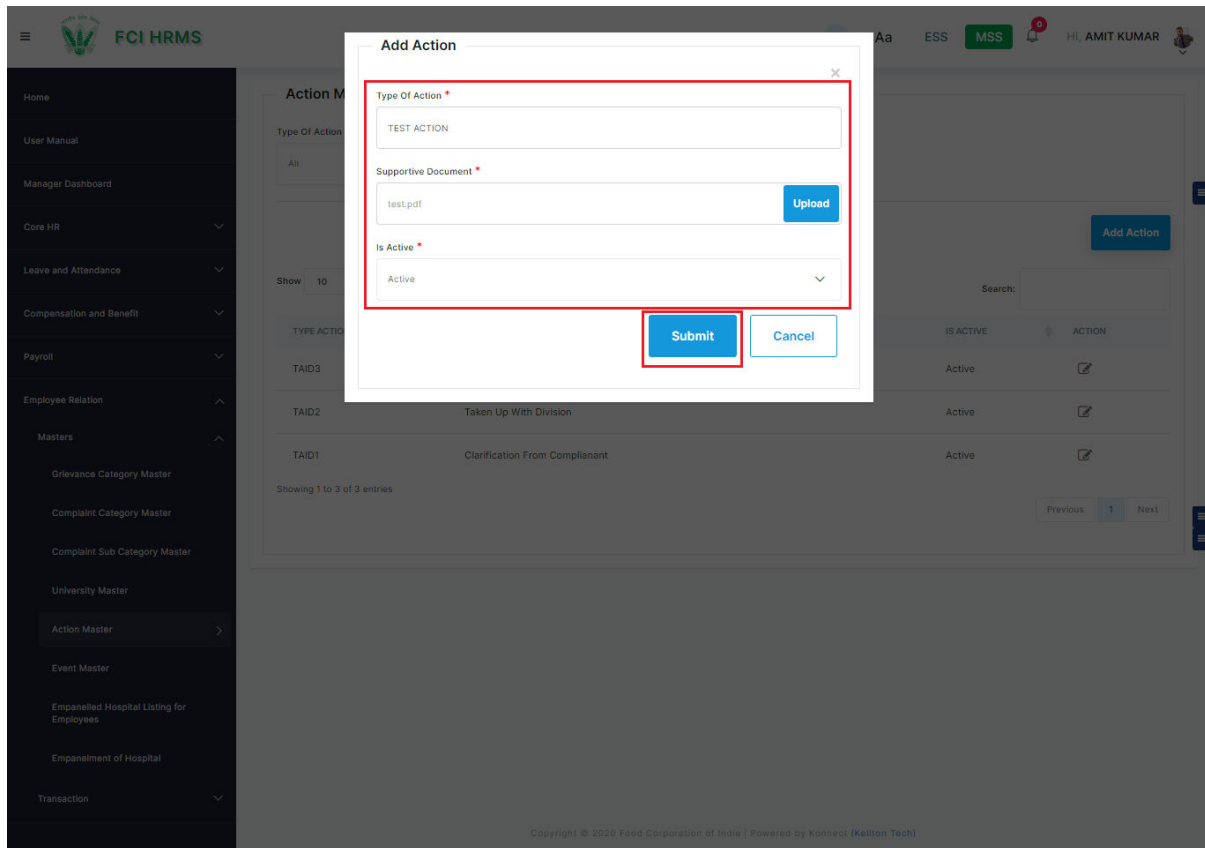 FCI HRMS
Aa
ESS
MSS
0
HI, AMIT KUMAR
Home
User Manual
Manager Dashboard
Core HR
Leave and Attendance
Compensation and Benefit
Payroll
Employee Relation
Masters
Grievance Category Master
Complaint Category Master
Complaint Sub Category Master
University Master
Action Master
Event Master
Empanelled Hospital Listing for
Employees
Empanelment of Hospital
Transaction
Action M
Type Of Action
All
Add Action
Show 10
Search:
TYPE ACTIO
IS ACTIVE
ACTION
TAID3
Active
TAID2
Taken Up With Division
Active
TAID1
Clarification From Complianant
Active
Showing 1 to 3 of 3 entries
Previous 1 Next
Add Action
×
Type Of Action *
TEST ACTION
Supportive Document *
test.pdf
Upload
Is Active *
Active
Submit
Cancel
Copyright © 2020 Food Corporation of India | Powered by Konnect (Kellton Tech)